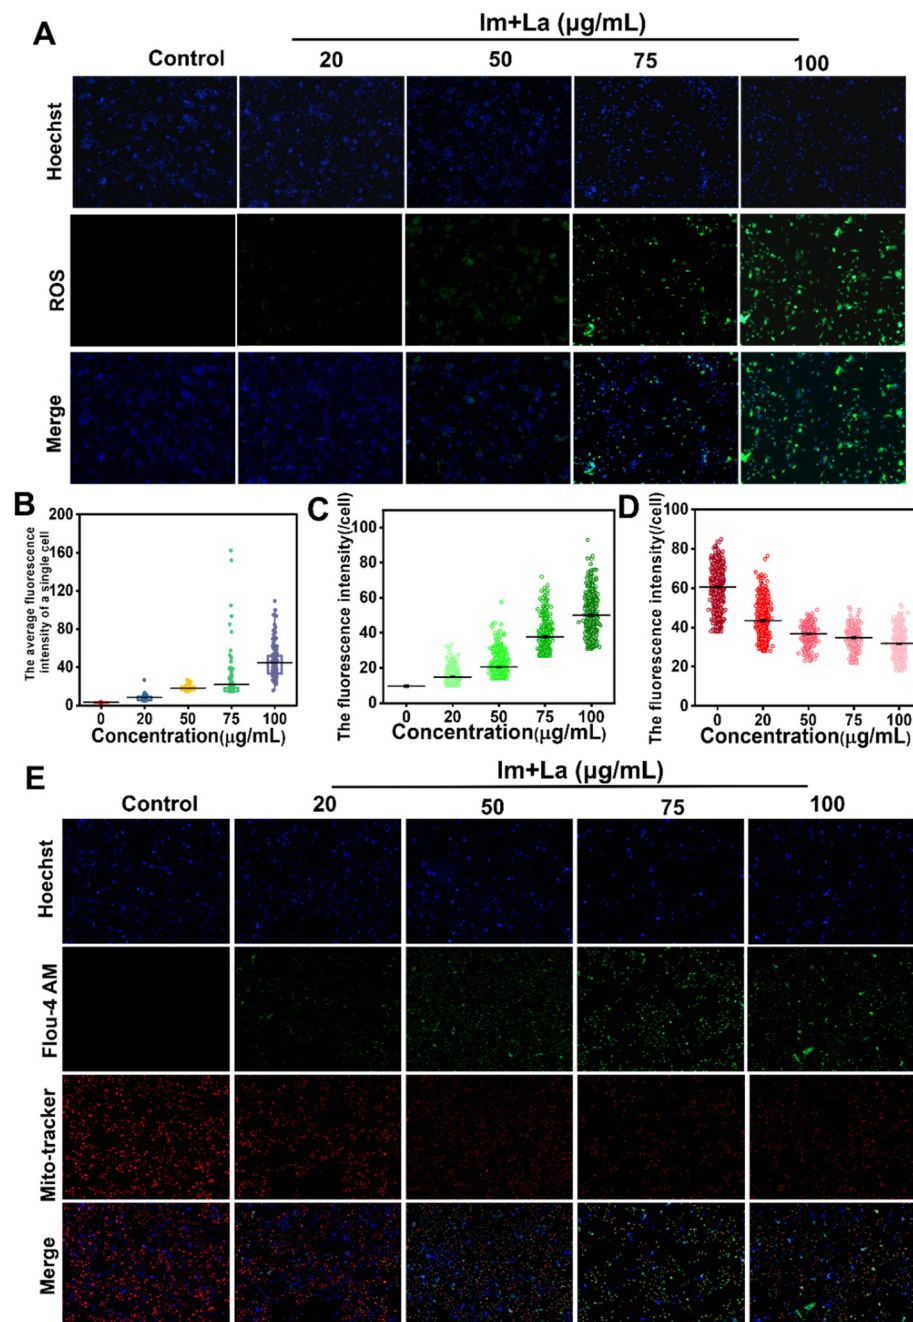 A
Im+La (µg/mL)
Control 20 50 75 100
Hoechst
ROS
Merge
B
The average fluorescence
intensity of a single cell
200
160
120
80
40
0
0 20 50 75 100
Concentration(µg/mL)
C
The fluorescence intensity(/cell)
100
80
60
40
20
0
0 20 50 75 100
Concentration(µg/mL)
D
The fluorescence intensity(/cell)
100
80
60
40
20
0
0 20 50 75 100
Concentration(µg/mL)
E
Im+La (µg/mL)
Control 20 50 75 100
Hoechst
Flou-4 AM
Mito-tracker
Merge